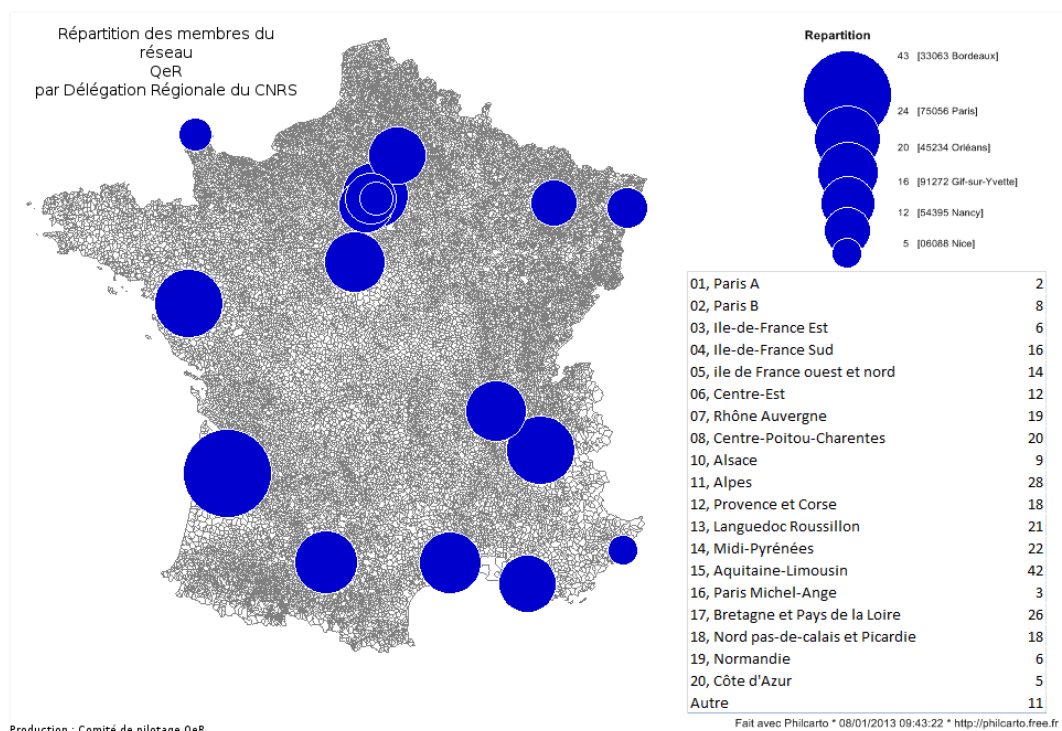 Répartition des membres du
réseau
QeR
par Délégation Régionale du CNRS
Repartition
43 [33063 Bordeaux]
24 [75056 Paris]
20 [45234 Orléans]
16 [91272 Gif-sur-Yvette]
12 [54395 Nancy]
5 [06088 Nice]
01, Paris A 2
02, Paris B 8
03, Ile-de-France Est 6
04, Ile-de-France Sud 16
05, ile de France ouest et nord 14
06, Centre-Est 12
07, Rhône Auvergne 19
08, Centre-Poitou-Charentes 20
10, Alsace 9
11, Alpes 28
12, Provence et Corse 18
13, Languedoc Roussillon 21
14, Midi-Pyrénées 22
15, Aquitaine-Limousin 42
16, Paris Michel-Ange 3
17, Bretagne et Pays de la Loire 26
18, Nord pas-de-calais et Picardie 18
19, Normandie 6
20, Côte d'Azur 5
Autre 11
Production : Comité de pilotage QeR
Fait avec Philcarto * 08/01/2013 09:43:22 * http://philcarto.free.fr